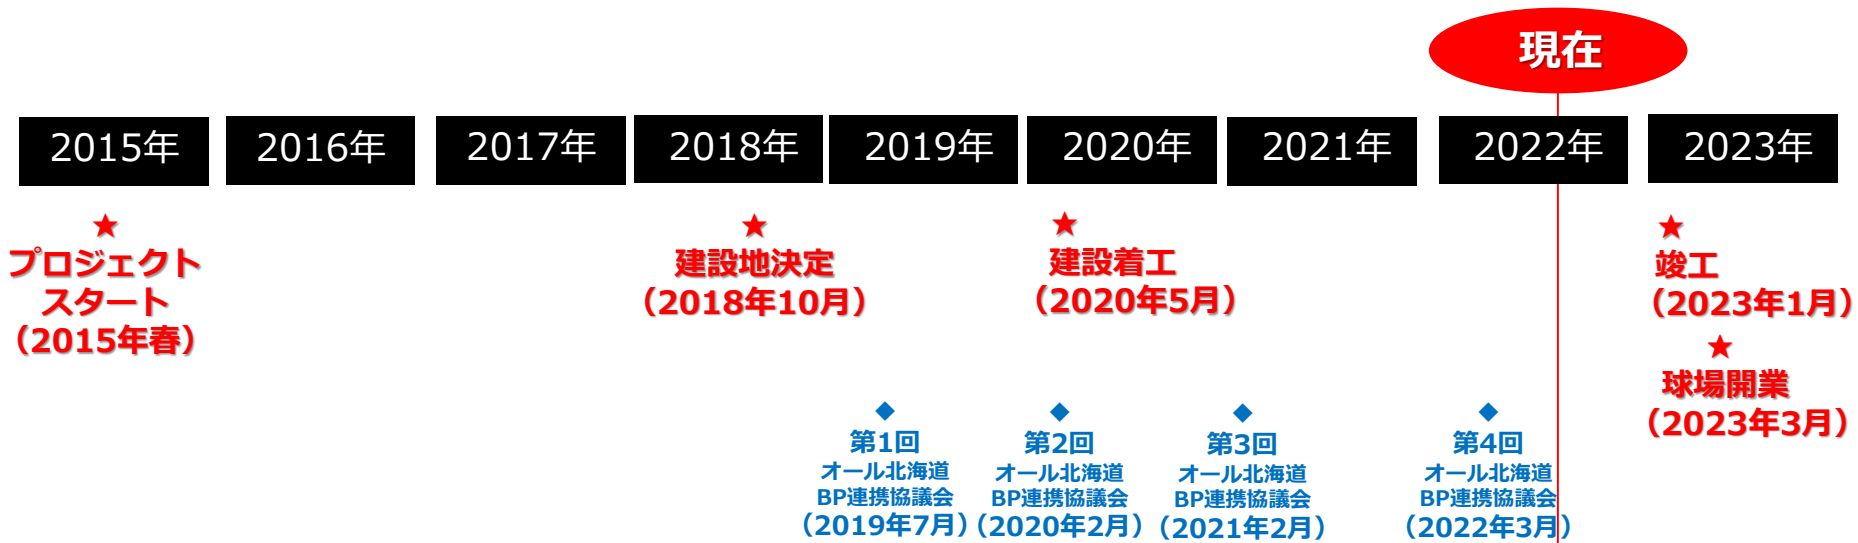 現在
2015年
2016年
2017年
2018年
2019年
2020年
2021年
2022年
2023年
★
プロジェクト
スタート
（2015年春）
★
建設地決定
（2018年10月）
★
建設着工
（2020年5月）
★
竣工
（2023年1月）
★
球場開業
（2023年3月）
◆
第1回
オール北海道
BP連携協議会
（2019年7月）
◆
第2回
オール北海道
BP連携協議会
（2020年2月）
◆
第3回
オール北海道
BP連携協議会
（2021年2月）
◆
第4回
オール北海道
BP連携協議会
（2022年3月）